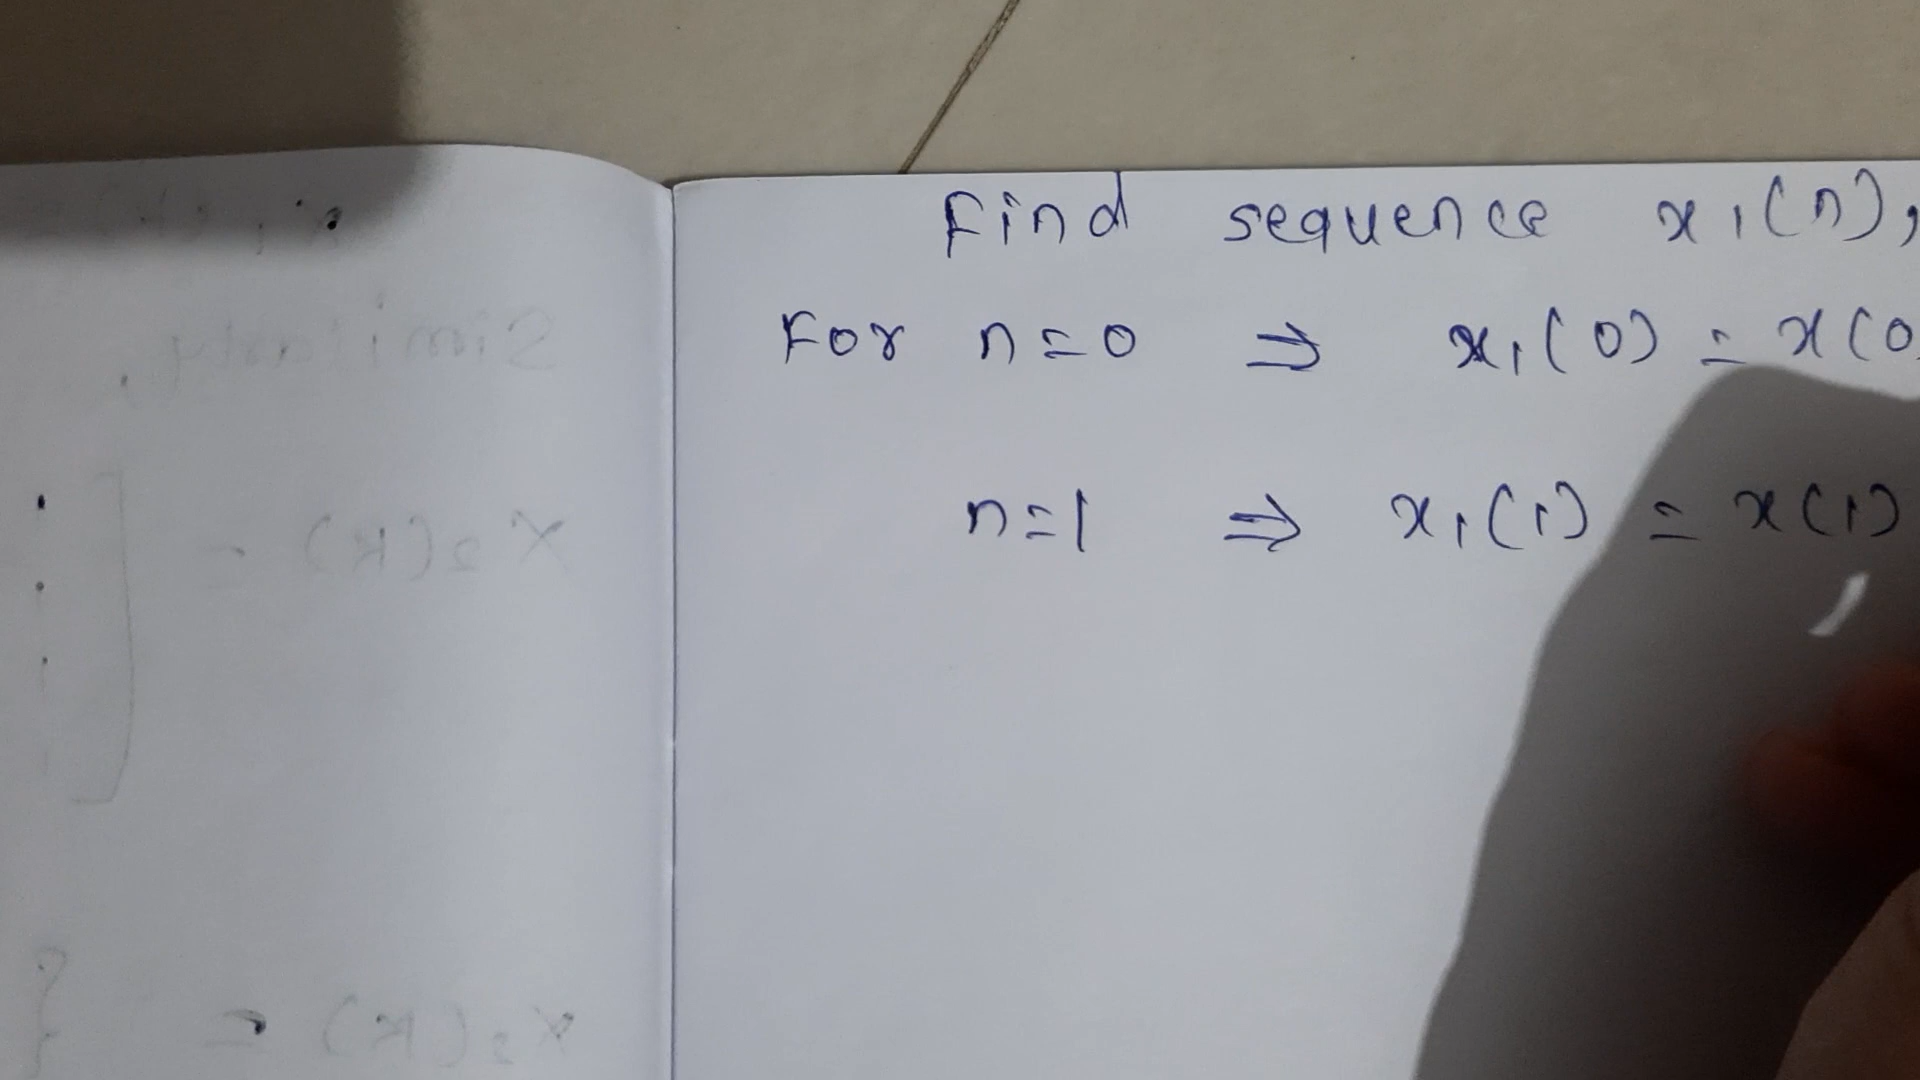 Find sequence x1(n),
For n=0 ⇒ x1(0) = x(0
n=1 ⇒ x1(1) = x(1)